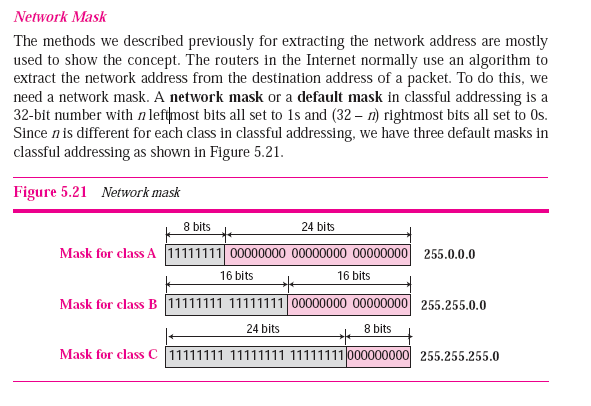 Network Mask
The methods we described previously for extracting the network address are mostly
used to show the concept. The routers in the Internet normally use an algorithm to
extract the network address from the destination address of a packet. To do this, we
need a network mask. A network mask or a default mask in classful addressing is a
32-bit number with n leftmost bits all set to 1s and (32 – n) rightmost bits all set to 0s.
Since n is different for each class in classful addressing, we have three default masks in
classful addressing as shown in Figure 5.21.
Figure 5.21 Network mask
8 bits 24 bits
Mask for class A 11111111 00000000 00000000 00000000 255.0.0.0
16 bits 16 bits
Mask for class B 11111111 11111111 00000000 00000000 255.255.0.0
24 bits 8 bits
Mask for class C 11111111 11111111 11111111 000000000 255.255.255.0